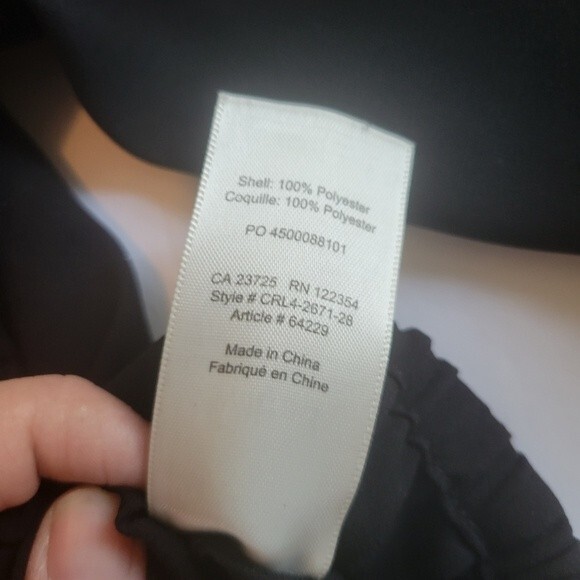 Shell: 100% Polyester
Coquille: 100% Polyester
PO 4500088101
CA 23725 RN 122354
Style # CRL4-2671-28
Article # 64229
Made in China
Fabriqué en Chine